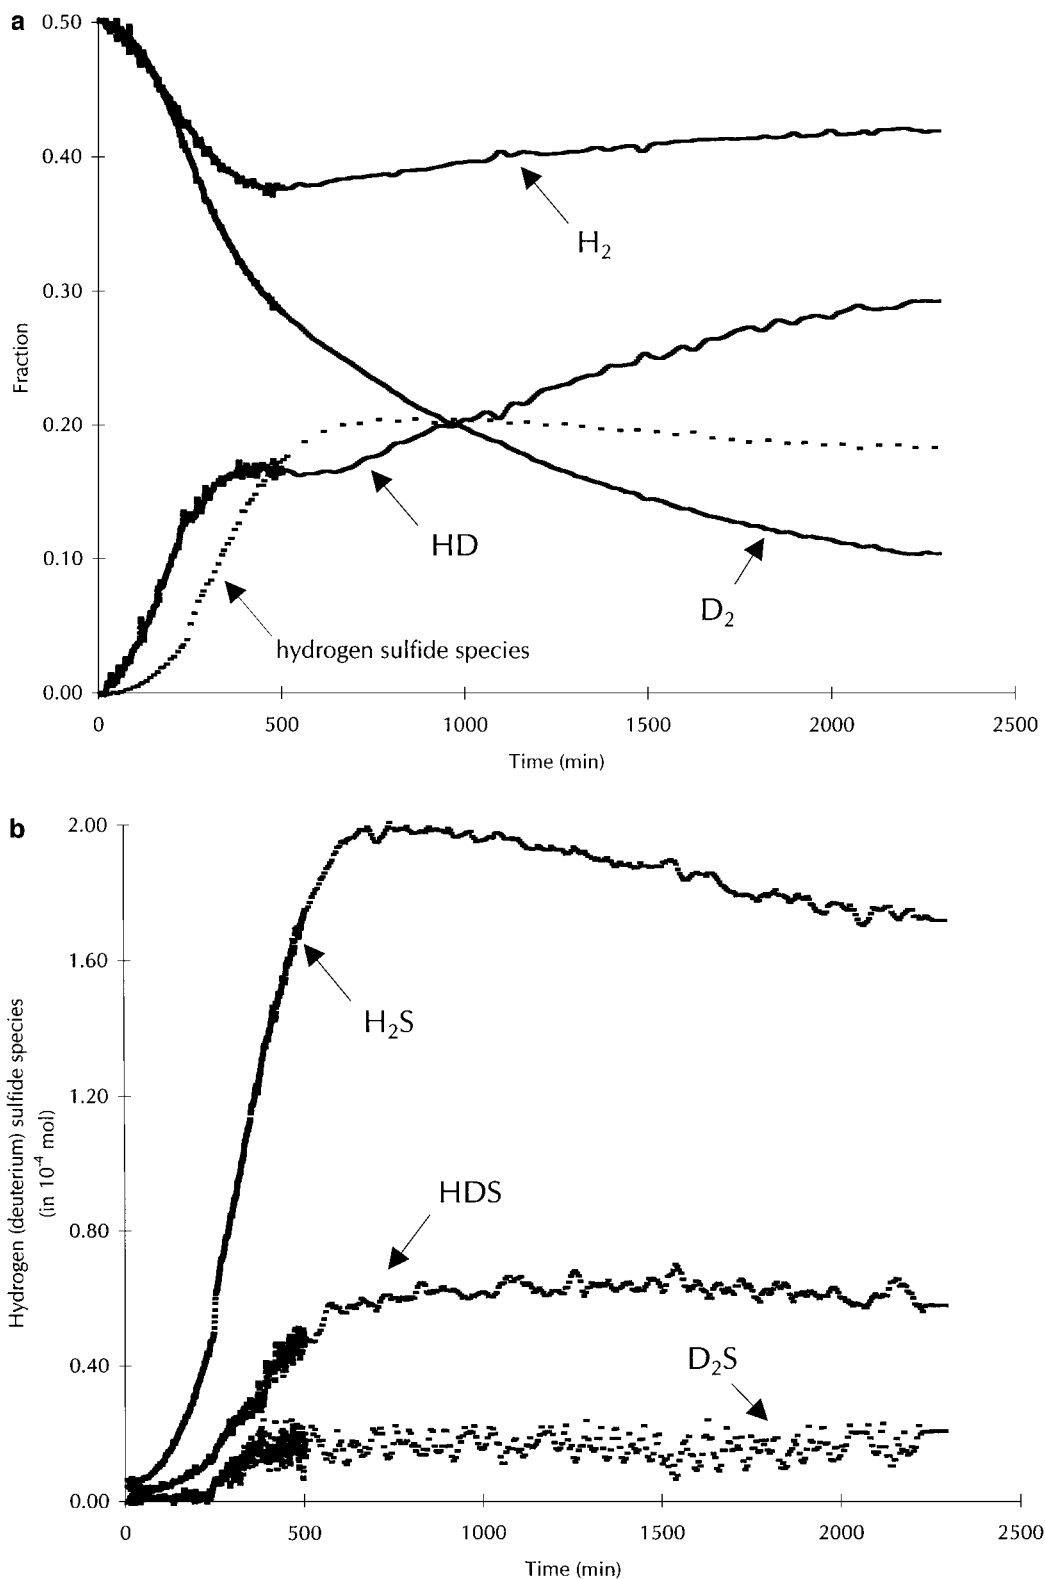 a
0.50
0.40
0.30
0.20
0.10
0.00
Fraction
H2
HD
D2
hydrogen sulfide species
0 500 1000 1500 2000 2500
Time (min)
b
2.00
1.60
1.20
0.80
0.40
0.00
Hydrogen (deuterium) sulfide species
(in 10-4 mol)
H2S
HDS
D2S
0 500 1000 1500 2000 2500
Time (min)